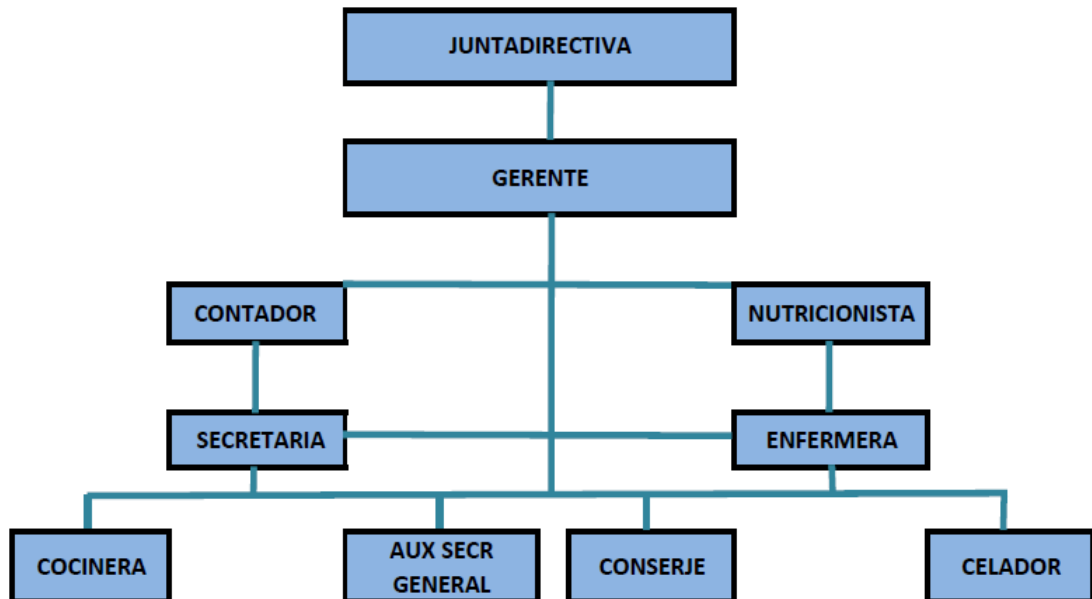 JUNTADIRECTIVA
GERENTE
CONTADOR
NUTRICIONISTA
SECRETARIA
ENFERMERA
COCINERA
AUX SECR
GENERAL
CONSERJE
CELADOR